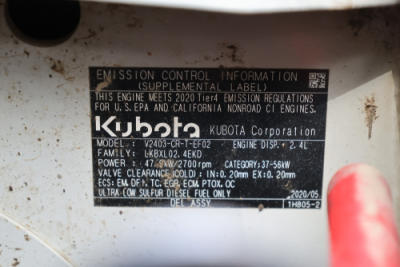 EMISSION CONTROL INFORMATION
(SUPPLEMENTAL LABEL)
THIS ENGINE MEETS 2020 Tier4 EMISSION REGULATIONS
FOR U.S. EPA AND CALIFORNIA NONROAD CI ENGINES.
Kubota KUBOTA Corporation
MODEL: V2403-CR-T-EF02 ENGINE DISP.: 2.4L
FAMILY: LKBXL02.4EKD
POWER: 47.9kW/2700rpm CATEGORY:37-56kW
VALVE CLEARANCE(COLD): IN:0.20mm EX:0.20mm
ECS: EM, DFI, TC, EGR, ECM, PTOX, OC
ULTRA LOW SULFUR DIESEL FUEL ONLY 2020/05
DEL ASSY 1H805-2